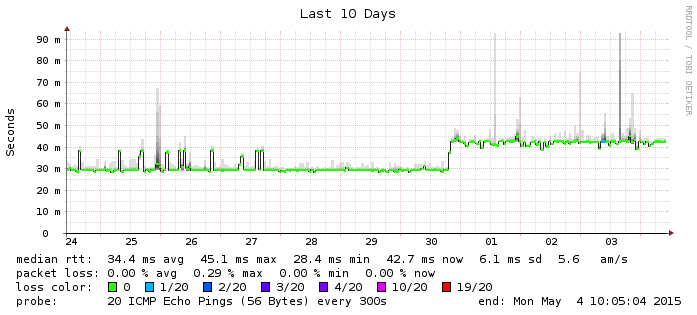 Last 10 Days
RRDTOOL / TOBI OETIKER
Seconds
90 m
80 m
70 m
60 m
50 m
40 m
30 m
20 m
10 m
0
24 25 26 27 28 29 30 01 02 03
median rtt: 34.4 ms avg 45.1 ms max 28.4 ms min 42.7 ms now 6.1 ms sd 5.6 am/s
packet loss: 0.00 % avg 0.29 % max 0.00 % min 0.00 % now
loss color: 0 1/20 2/20 3/20 4/20 10/20 19/20
probe: 20 ICMP Echo Pings (56 Bytes) every 300s end: Mon May 4 10:05:04 2015